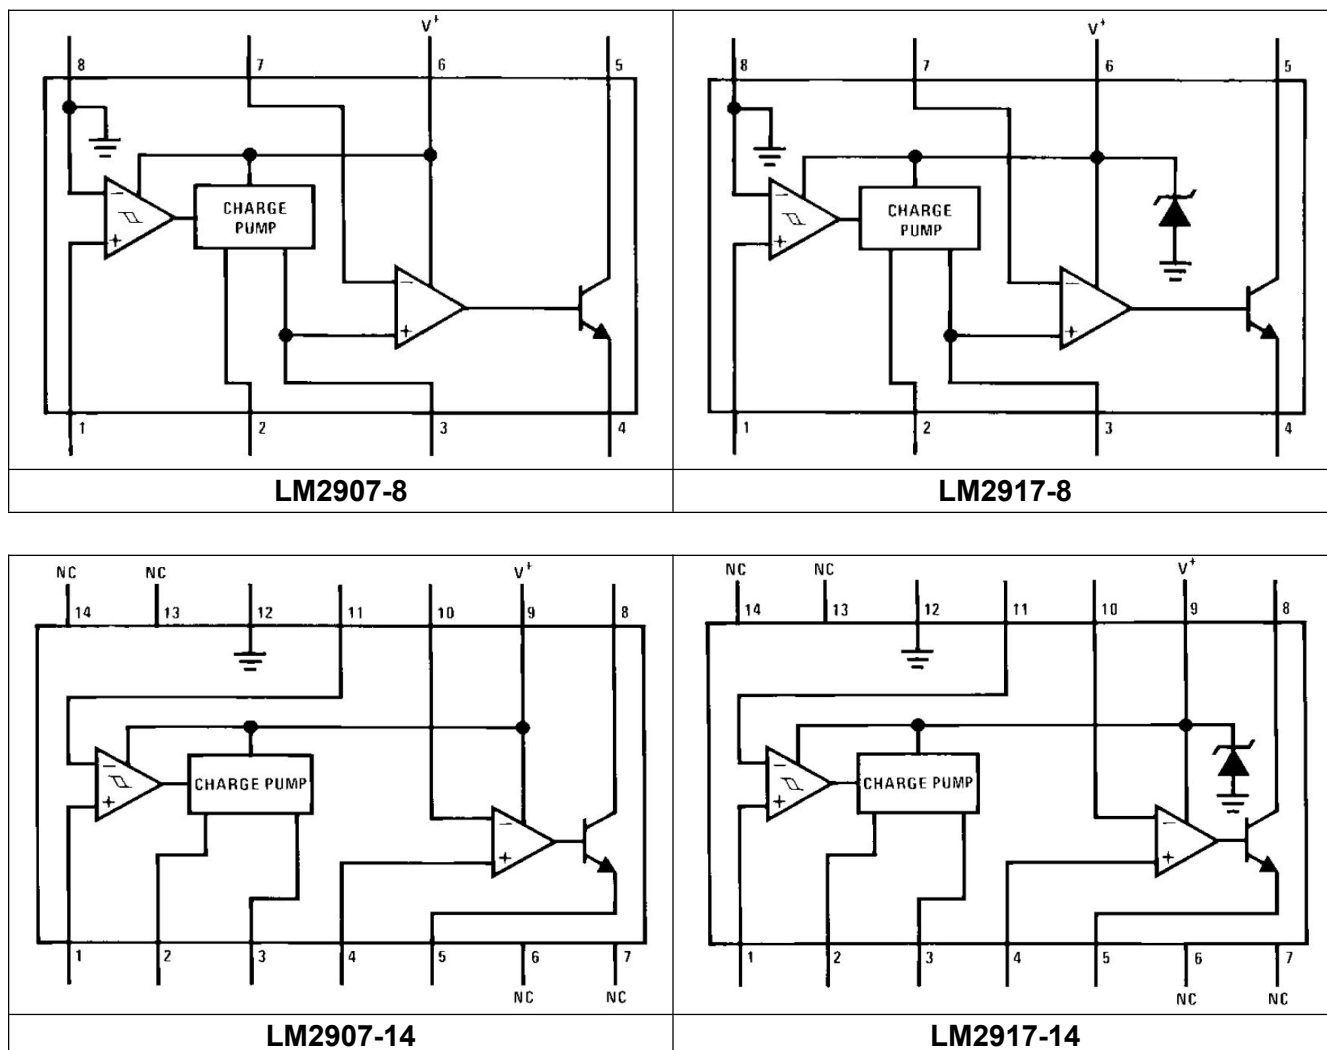 V+
8 7 6 5
− +
CHARGE
PUMP
− +
1 2 3 4
LM2907-8
V+
8 7 6 5
− +
CHARGE
PUMP
− +
1 2 3 4
LM2917-8
NC NC V+
14 13 12 11 10 9 8
− +
CHARGE PUMP
− +
1 2 3 4 5 6 7
NC NC
LM2907-14
NC NC V+
14 13 12 11 10 9 8
− +
CHARGE PUMP
− +
1 2 3 4 5 6 7
NC NC
LM2917-14